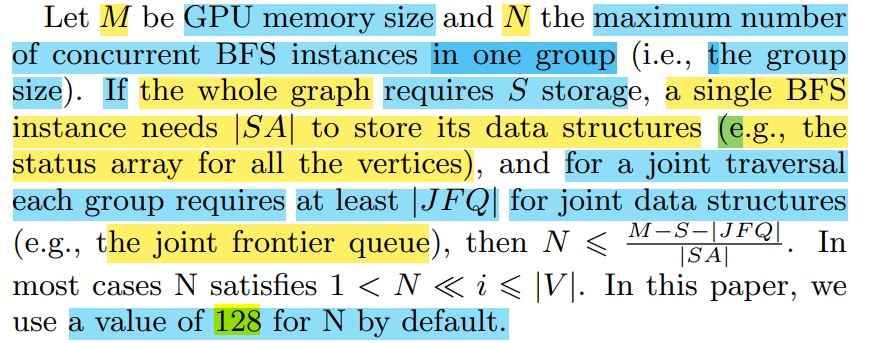 Let M be GPU memory size and N the maximum number
of concurrent BFS instances in one group (i.e., the group
size). If the whole graph requires S storage, a single BFS
instance needs |SA| to store its data structures (e.g., the
status array for all the vertices), and for a joint traversal
each group requires at least |JFQ| for joint data structures
(e.g., the joint frontier queue), then N ⩽ \frac{M−S−|JFQ|}{|SA|}. In
most cases N satisfies 1 < N ≪ i ⩽ |V|. In this paper, we
use a value of 128 for N by default.